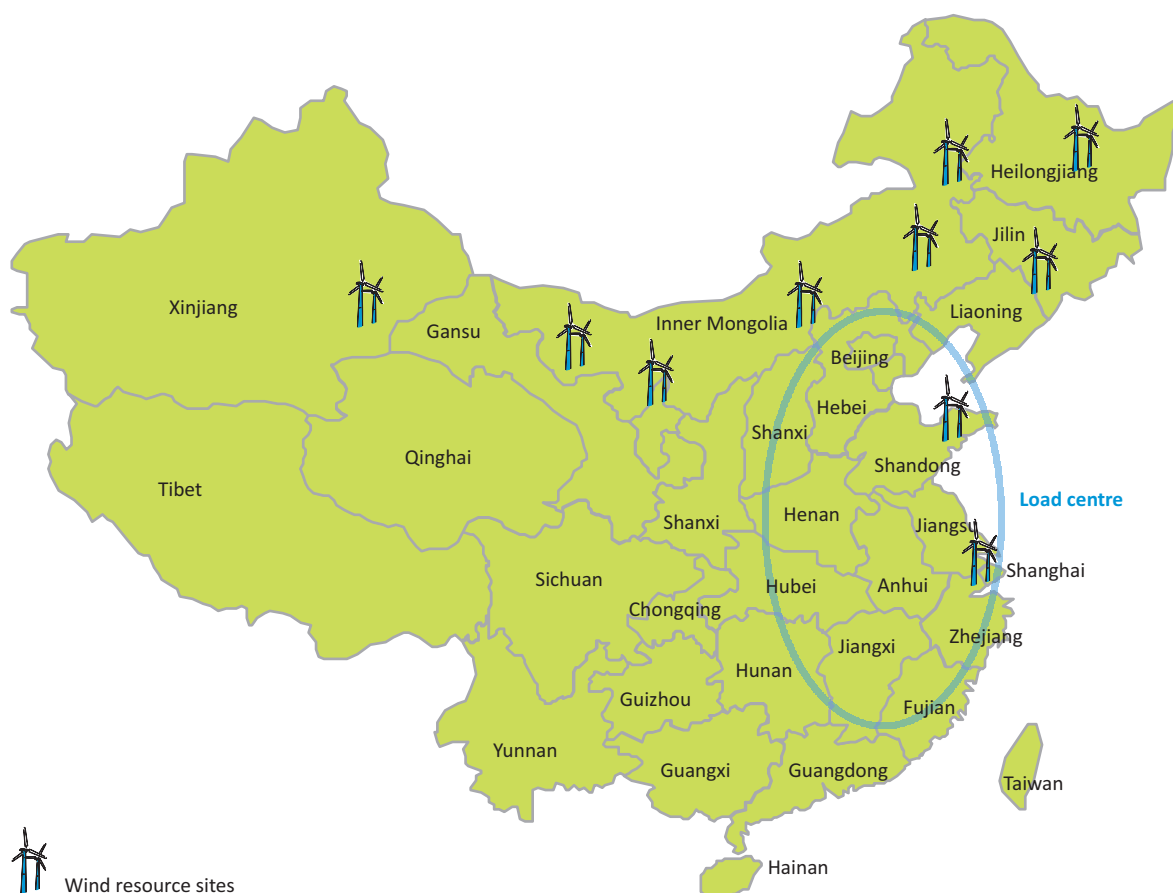 Heilongjiang
Jilin
Xinjiang
Liaoning
Inner Mongolia
Gansu
Beijing
Hebei
Shanxi
Qinghai
Shandong
Tibet
Load centre
Henan
Shanxi
Jiangsu
Shanghai
Sichuan
Hubei
Anhui
Chongqing
Zhejiang
Jiangxi
Hunan
Guizhou
Fujian
Yunnan
Guangxi
Guangdong
Taiwan
Hainan
Wind resource sites